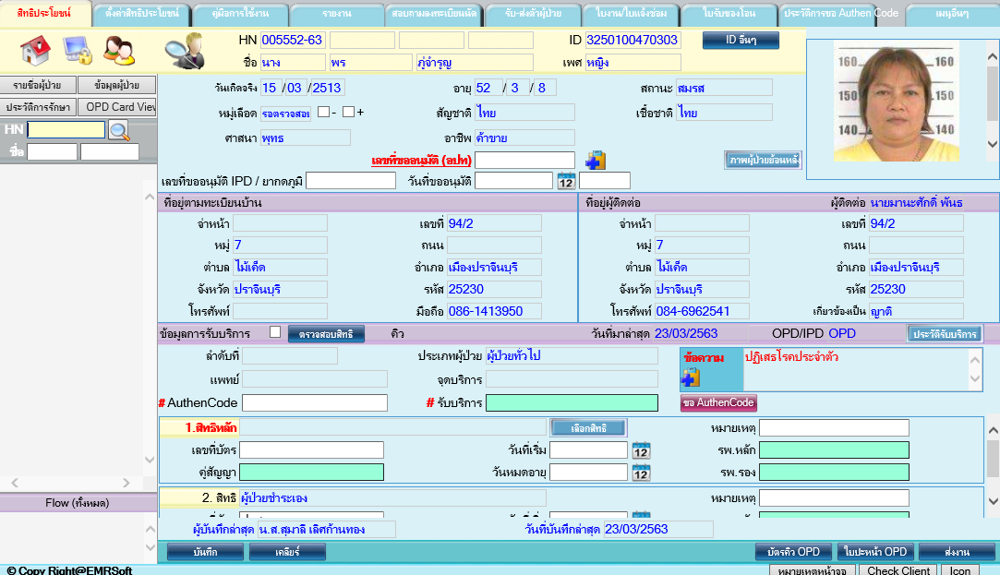 สิทธิประโยชน์ ตั้งค่าสิทธิประโยชน์ คู่มือการใช้งาน รายงาน สอบถามลงทะเบียนนัด รับ-ส่งตัวผู้ป่วย ใบงาน/ใบแจ้งซ่อม ใบรับของโอน ประวัติการขอ Authen Code เมนูอื่นๆ
HN 005552-63 ID 3250100470303 ID อื่นๆ
ชื่อ นาง พร ภู่จำรูญ เพศ หญิง
รายชื่อผู้ป่วย ข้อมูลผู้ป่วย
ประวัติการรักษา OPD Card View
HN
ชื่อ
วันเกิดจริง 15 /03 /2513 อายุ 52 / 3 / 8 สถานะ สมรส
หมู่เลือด รอตรวจสอบ - + สัญชาติ ไทย เชื้อชาติ ไทย
ศาสนา พุทธ อาชีพ ค้าขาย
เลขที่ขออนุมัติ (อปท) ภาพผู้ป่วยย้อนหลัง
เลขที่ขออนุมัติ IPD / ยากดภูมิ วันที่ขออนุมัติ 12
160 160
150 150
140 140
ที่อยู่ตามทะเบียนบ้าน ที่อยู่ผู้ติดต่อ ผู้ติดต่อ นายมานะศักดิ์ พันธ
จ่าหน้า เลขที่ 94/2 จ่าหน้า เลขที่ 94/2
หมู่ 7 ถนน หมู่ 7 ถนน
ตำบล ไม้เค็ด อำเภอ เมืองปราจีนบุรี ตำบล ไม้เค็ด อำเภอ เมืองปราจีนบุรี
จังหวัด ปราจีนบุรี รหัส 25230 จังหวัด ปราจีนบุรี รหัส 25230
โทรศัพท์ มือถือ 086-1413950 โทรศัพท์ 084-6962541 เกี่ยวข้องเป็น ญาติ
ข้อมูลการรับบริการ ตรวจสอบสิทธิ คิว วันที่มาล่าสุด 23/03/2563 OPD/IPD OPD ประวัติรับบริการ
ลำดับที่ ประเภทผู้ป่วย ผู้ป่วยทั่วไป ข้อความ ปฏิเสธโรคประจำตัว
แพทย์ จุดบริการ
# AuthenCode # รับบริการ ขอ AuthenCode
1.สิทธิหลัก เลือกสิทธิ หมายเหตุ
เลขที่บัตร วันที่เริ่ม 12 รพ.หลัก
คู่สัญญา วันหมดอายุ 12 รพ.รอง
2. สิทธิ ผู้ป่วยชำระเอง หมายเหตุ
Flow (ทั้งหมด)
ผู้บันทึกล่าสุด น.ส.สุมาลี เลิศก้านทอง วันที่บันทึกล่าสุด 23/03/2563
บันทึก เคลียร์ บัตรคิว OPD ใบปะหน้า OPD ส่งงาน
© Copy Right@EMRSoft หมายเหตุหน้าจอ Check Client Icon